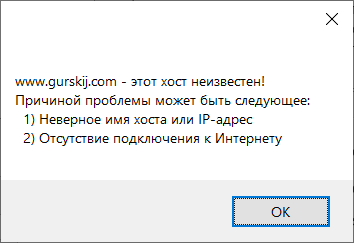 www.gurskij.com - этот хост неизвестен!
Причиной проблемы может быть следующее:
1) Неверное имя хоста или IP-адрес
2) Отсутствие подключения к Интернету
OK